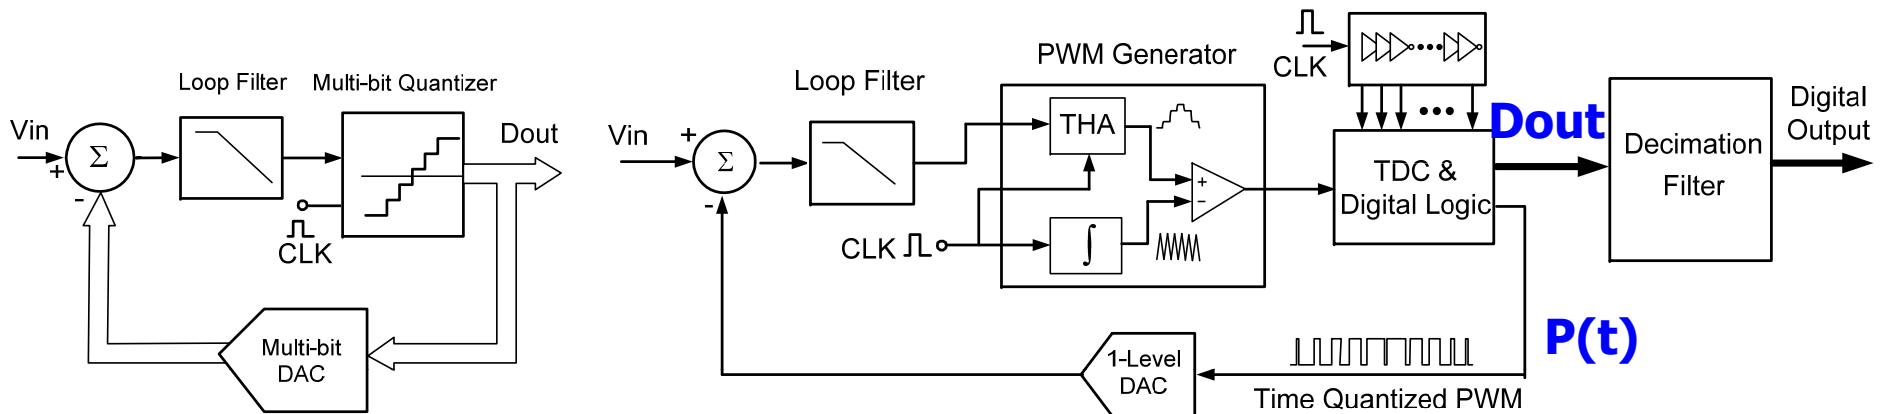 Loop Filter
Multi-bit Quantizer
Vin
Σ
Dout
+
-
-
CLK
Multi-bit
DAC
PWM Generator
Loop Filter
THA
Vin
+
Σ
-
+
-
CLK
∫
CLK
TDC &
Digital Logic
Dout
Decimation
Filter
Digital
Output
P(t)
1-Level
DAC
Time Quantized PWM